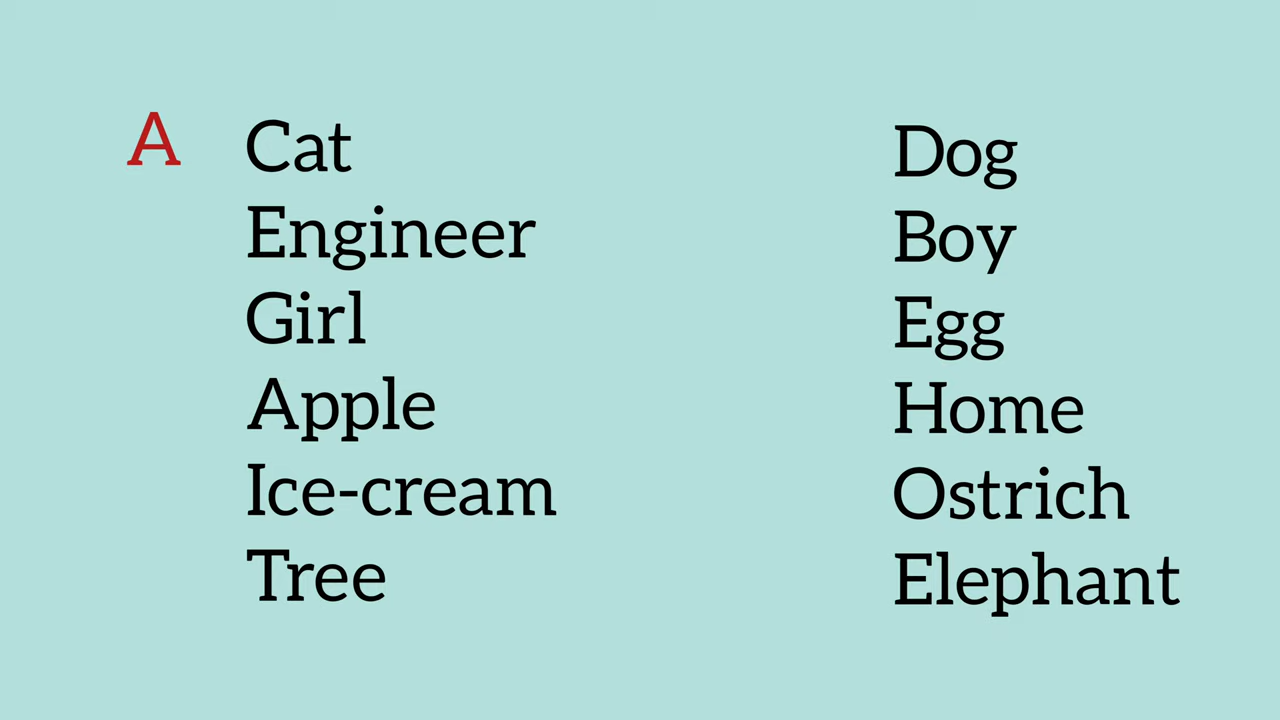 A Cat
Engineer
Girl
Apple
Ice-cream
Tree
Dog
Boy
Egg
Home
Ostrich
Elephant